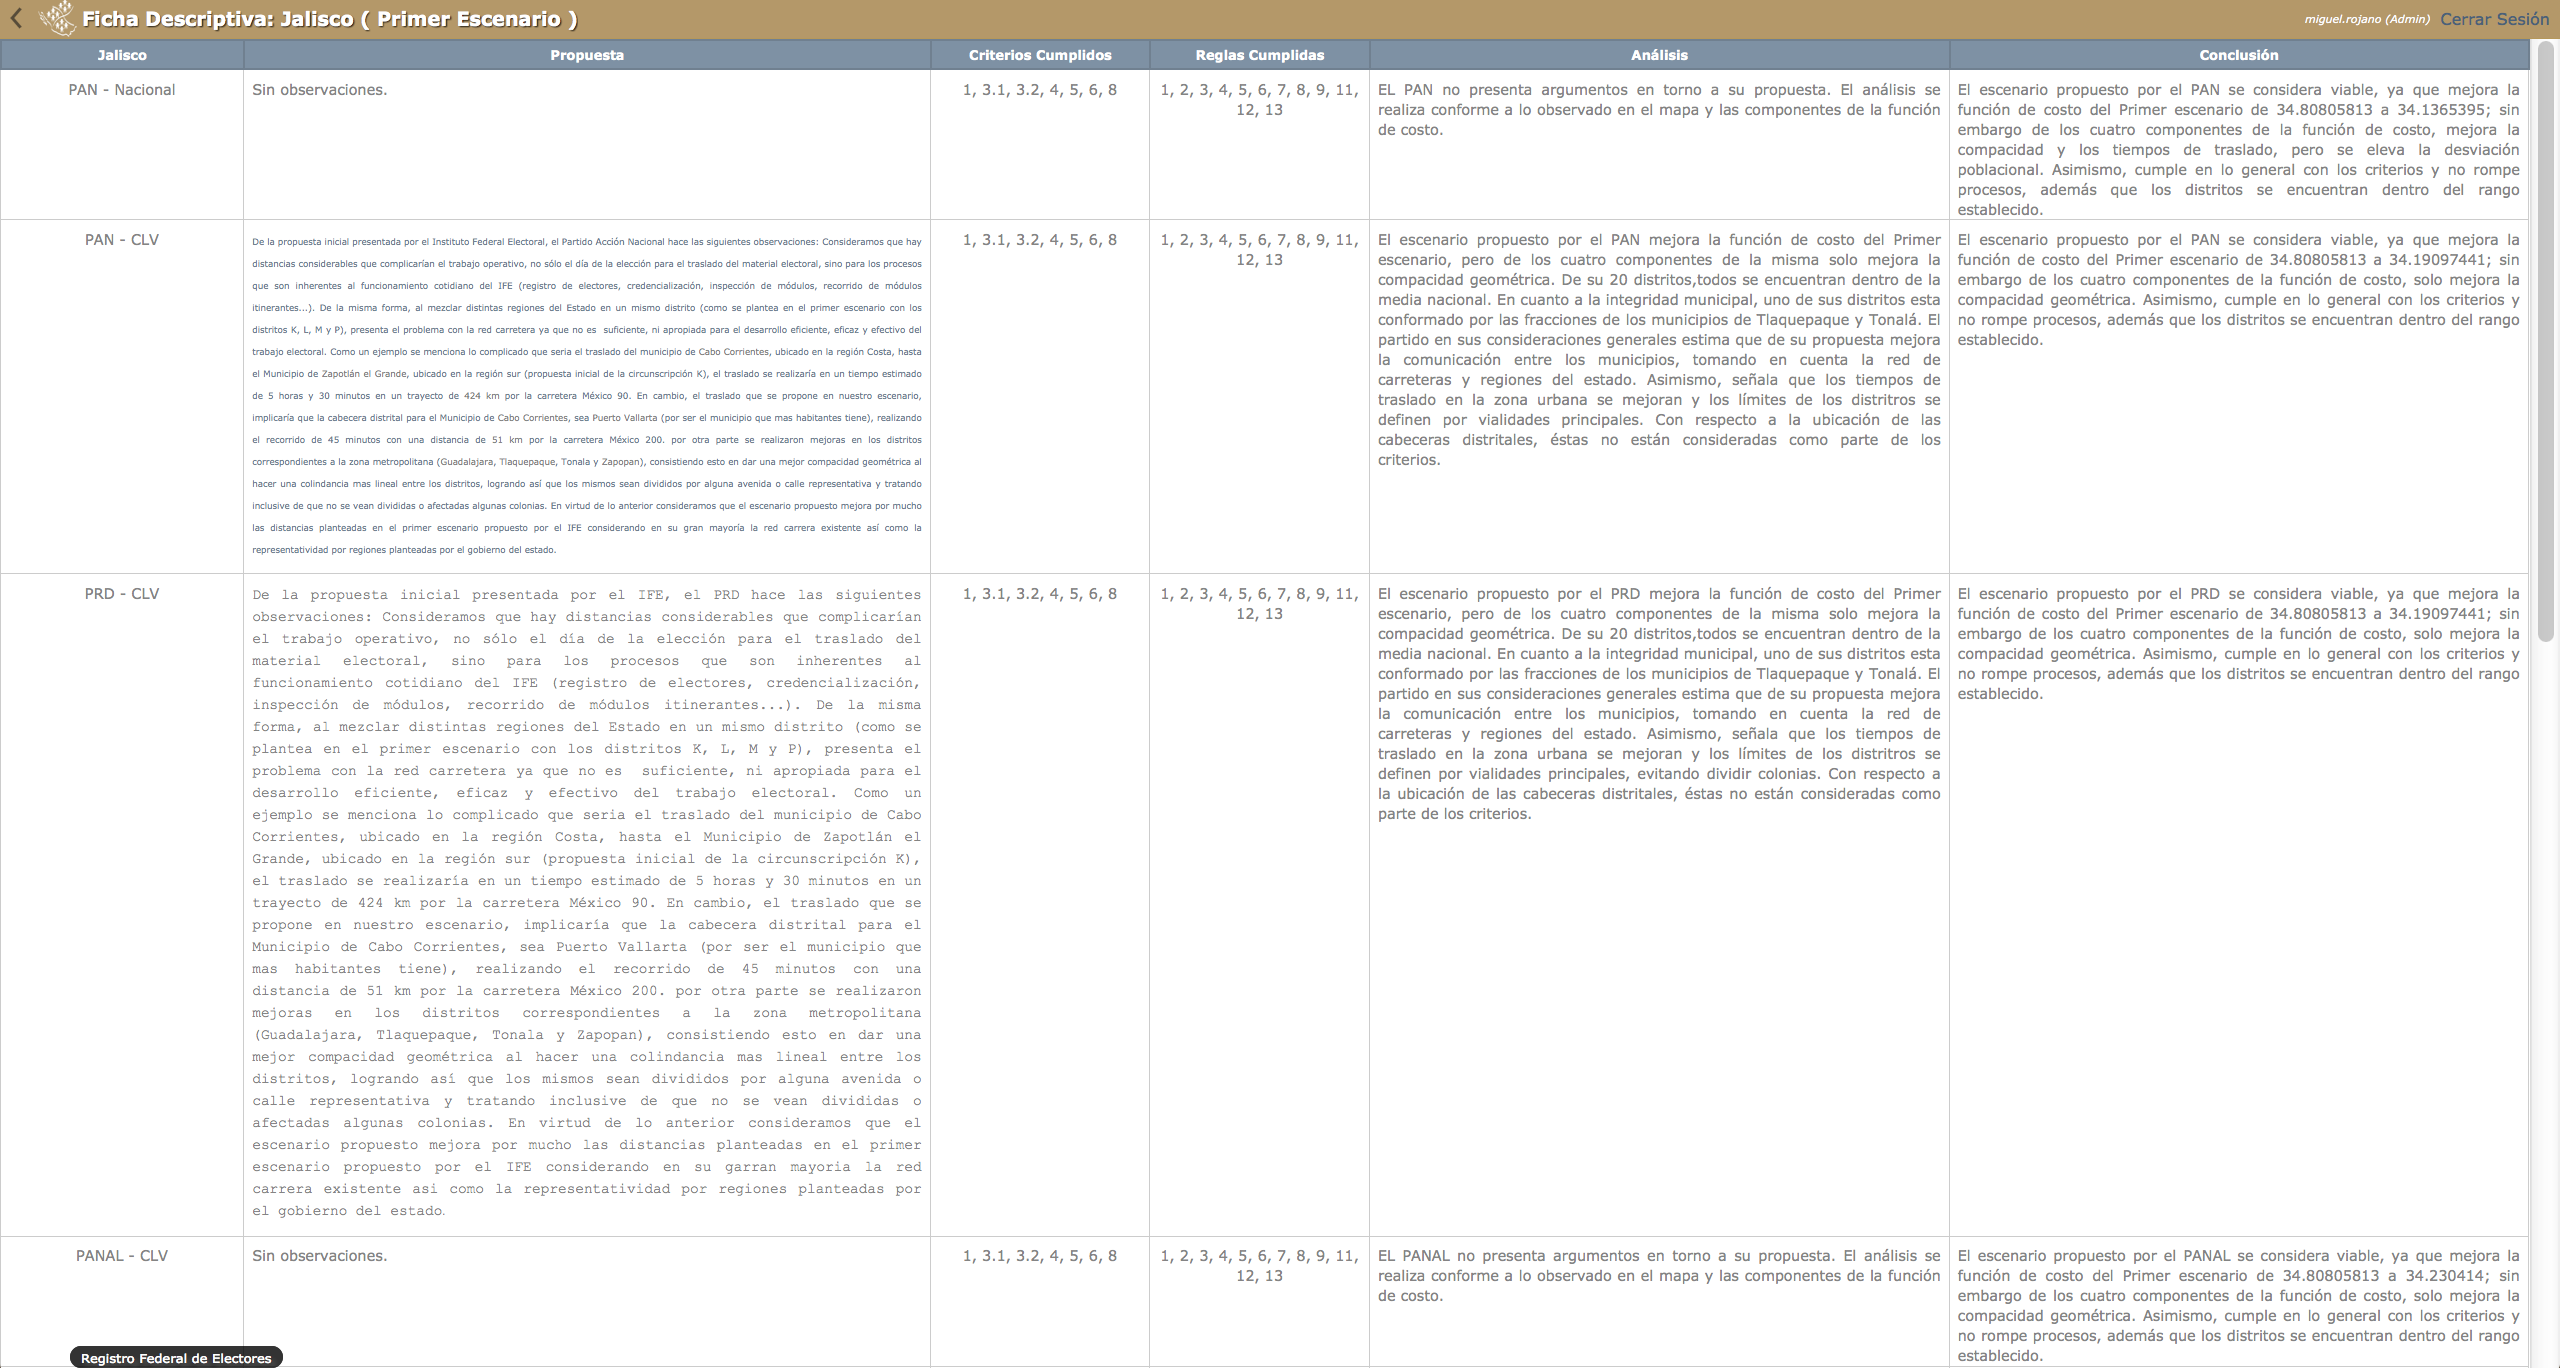 Ficha Descriptiva: Jalisco ( Primer Escenario )
miguel.rojano (Admin) Cerrar Sesión
Jalisco
Propuesta
Criterios Cumplidos
Reglas Cumplidas
Análisis
Conclusión
PAN - Nacional
Sin observaciones.
1, 3.1, 3.2, 4, 5, 6, 8
1, 2, 3, 4, 5, 6, 7, 8, 9, 11,
12, 13
EL PAN no presenta argumentos en torno a su propuesta. El análisis se
realiza conforme a lo observado en el mapa y las componentes de la función
de costo.
El escenario propuesto por el PAN se considera viable, ya que mejora la
función de costo del Primer escenario de 34.80805813 a 34.1365395; sin
embargo de los cuatro componentes de la función de costo, mejora la
compacidad y los tiempos de traslado, pero se eleva la desviación
poblacional. Asimismo, cumple en lo general con los criterios y no rompe
procesos, además que los distritos se encuentran dentro del rango
establecido.
PAN - CLV
De la propuesta inicial presentada por el Instituto Federal Electoral, el Partido Acción Nacional hace las siguientes observaciones: Consideramos que hay
distancias considerables que complicarían el trabajo operativo, no sólo el día de la elección para el traslado del material electoral, sino para los procesos
que son inherentes al funcionamiento cotidiano del IFE (registro de electores, credencialización, inspección de módulos, recorrido de módulos
itinerantes...). De la misma forma, al mezclar distintas regiones del Estado en un mismo distrito (como se plantea en el primer escenario con los
distritos K, L, M y P), presenta el problema con la red carretera ya que no es  suficiente, ni apropiada para el desarrollo eficiente, eficaz y efectivo del
trabajo electoral. Como un ejemplo se menciona lo complicado que seria el traslado del municipio de Cabo Corrientes, ubicado en la región Costa, hasta
el Municipio de Zapotlán el Grande, ubicado en la región sur (propuesta inicial de la circunscripción K), el traslado se realizaría en un tiempo estimado
de 5 horas y 30 minutos en un trayecto de 424 km por la carretera México 90. En cambio, el traslado que se propone en nuestro escenario,
implicaría que la cabecera distrital para el Municipio de Cabo Corrientes, sea Puerto Vallarta (por ser el municipio que mas habitantes tiene), realizando
el recorrido de 45 minutos con una distancia de 51 km por la carretera México 200. por otra parte se realizaron mejoras en los distritos
correspondientes a la zona metropolitana (Guadalajara, Tlaquepaque, Tonala y Zapopan), consistiendo esto en dar una mejor compacidad geométrica al
hacer una colindancia mas lineal entre los distritos, logrando así que los mismos sean divididos por alguna avenida o calle representativa y tratando
inclusive de que no se vean divididas o afectadas algunas colonias. En virtud de lo anterior consideramos que el escenario propuesto mejora por mucho
las distancias planteadas en el primer escenario propuesto por el IFE considerando en su gran mayoría la red carrera existente así como la
representatividad por regiones planteadas por el gobierno del estado.
1, 3.1, 3.2, 4, 5, 6, 8
1, 2, 3, 4, 5, 6, 7, 8, 9, 11,
12, 13
El escenario propuesto por el PAN mejora la función de costo del Primer
escenario, pero de los cuatro componentes de la misma solo mejora la
compacidad geométrica. De su 20 distritos,todos se encuentran dentro de la
media nacional. En cuanto a la integridad municipal, uno de sus distritos esta
conformado por las fracciones de los municipios de Tlaquepaque y Tonalá. El
partido en sus consideraciones generales estima que de su propuesta mejora
la comunicación entre los municipios, tomando en cuenta la red de
carreteras y regiones del estado. Asimismo, señala que los tiempos de
traslado en la zona urbana se mejoran y los límites de los distritros se
definen por vialidades principales. Con respecto a la ubicación de las
cabeceras distritales, éstas no están consideradas como parte de los
criterios.
El escenario propuesto por el PAN se considera viable, ya que mejora la
función de costo del Primer escenario de 34.80805813 a 34.19097441; sin
embargo de los cuatro componentes de la función de costo, solo mejora la
compacidad geométrica. Asimismo, cumple en lo general con los criterios y
no rompe procesos, además que los distritos se encuentran dentro del rango
establecido.
PRD - CLV
De la propuesta inicial presentada por el IFE, el PRD hace las siguientes
observaciones: Consideramos que hay distancias considerables que complicarían
el trabajo operativo, no sólo el día de la elección para el traslado del
material electoral, sino para los procesos que son inherentes al
funcionamiento cotidiano del IFE (registro de electores, credencialización,
inspección de módulos, recorrido de módulos itinerantes...). De la misma
forma, al mezclar distintas regiones del Estado en un mismo distrito (como se
plantea en el primer escenario con los distritos K, L, M y P), presenta el
problema con la red carretera ya que no es  suficiente, ni apropiada para el
desarrollo eficiente, eficaz y efectivo del trabajo electoral. Como un
ejemplo se menciona lo complicado que seria el traslado del municipio de Cabo
Corrientes, ubicado en la región Costa, hasta el Municipio de Zapotlán el
Grande, ubicado en la región sur (propuesta inicial de la circunscripción K),
el traslado se realizaría en un tiempo estimado de 5 horas y 30 minutos en un
trayecto de 424 km por la carretera México 90. En cambio, el traslado que se
propone en nuestro escenario, implicaría que la cabecera distrital para el
Municipio de Cabo Corrientes, sea Puerto Vallarta (por ser el municipio que
mas habitantes tiene), realizando el recorrido de 45 minutos con una
distancia de 51 km por la carretera México 200. por otra parte se realizaron
mejoras en los distritos correspondientes a la zona metropolitana
(Guadalajara, Tlaquepaque, Tonala y Zapopan), consistiendo esto en dar una
mejor compacidad geométrica al hacer una colindancia mas lineal entre los
distritos, logrando así que los mismos sean divididos por alguna avenida o
calle representativa y tratando inclusive de que no se vean divididas o
afectadas algunas colonias. En virtud de lo anterior consideramos que el
escenario propuesto mejora por mucho las distancias planteadas en el primer
escenario propuesto por el IFE considerando en su garran mayoria la red
carrera existente así como la representatividad por regiones planteadas por
el gobierno del estado.
1, 3.1, 3.2, 4, 5, 6, 8
1, 2, 3, 4, 5, 6, 7, 8, 9, 11,
12, 13
El escenario propuesto por el PRD mejora la función de costo del Primer
escenario, pero de los cuatro componentes de la misma solo mejora la
compacidad geométrica. De su 20 distritos,todos se encuentran dentro de la
media nacional. En cuanto a la integridad municipal, uno de sus distritos esta
conformado por las fracciones de los municipios de Tlaquepaque y Tonalá. El
partido en sus consideraciones generales estima que de su propuesta mejora
la comunicación entre los municipios, tomando en cuenta la red de
carreteras y regiones del estado. Asimismo, señala que los tiempos de
traslado en la zona urbana se mejoran y los límites de los distritros se
definen por vialidades principales, evitando dividir colonias. Con respecto a
la ubicación de las cabeceras distritales, éstas no están consideradas como
parte de los criterios.
El escenario propuesto por el PRD se considera viable, ya que mejora la
función de costo del Primer escenario de 34.80805813 a 34.19097441; sin
embargo de los cuatro componentes de la función de costo, solo mejora la
compacidad geométrica. Asimismo, cumple en lo general con los criterios y
no rompe procesos, además que los distritos se encuentran dentro del rango
establecido.
PANAL - CLV
Sin observaciones.
1, 3.1, 3.2, 4, 5, 6, 8
1, 2, 3, 4, 5, 6, 7, 8, 9, 11,
12, 13
EL PANAL no presenta argumentos en torno a su propuesta. El análisis se
realiza conforme a lo observado en el mapa y las componentes de la función
de costo.
El escenario propuesto por el PANAL se considera viable, ya que mejora la
función de costo del Primer escenario de 34.80805813 a 34.230414; sin
embargo de los cuatro componentes de la función de costo, solo mejora la
compacidad geométrica. Asimismo, cumple en lo general con los criterios y
no rompe procesos, además que los distritos se encuentran dentro del rango
establecido.
Registro Federal de Electores